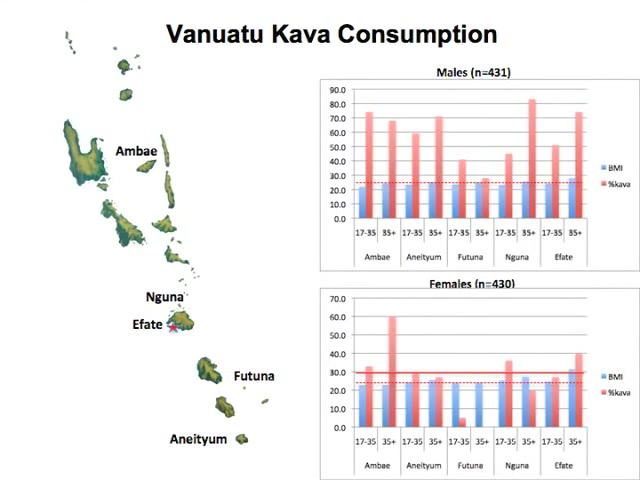 Vanuatu Kava Consumption
Ambae
Nguna
Efate
Futuna
Aneityum
Males (n=431)
90.0
80.0
70.0
60.0
50.0
40.0
30.0
20.0
10.0
0.0
17-35 35+ 17-35 35+ 17-35 35+ 17-35 35+ 17-35 35+
Ambae Aneityum Futuna Nguna Efate
BMI
%kava
Females (n=430)
70.0
60.0
50.0
40.0
30.0
20.0
10.0
0.0
17-35 35+ 17-35 35+ 17-35 35+ 17-35 35+ 17-35 35+
Ambae Aneityum Futuna Nguna Efate
BMI
%kava